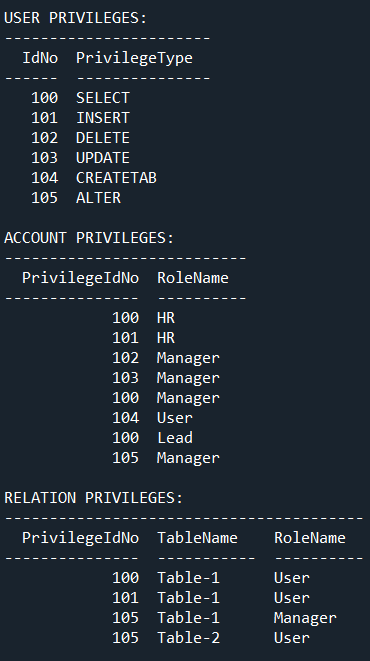 USER PRIVILEGES:
-----------------------
  IdNo  PrivilegeType
------  ---------------
   100  SELECT
   101  INSERT
   102  DELETE
   103  UPDATE
   104  CREATETAB
   105  ALTER

ACCOUNT PRIVILEGES:
---------------------------
  PrivilegeIdNo  RoleName
---------------  ----------
            100  HR
            101  HR
            102  Manager
            103  Manager
            100  Manager
            104  User
            100  Lead
            105  Manager

RELATION PRIVILEGES:
----------------------------------------
  PrivilegeIdNo  TableName    RoleName
---------------  -----------  ----------
            100  Table-1      User
            101  Table-1      User
            105  Table-1      Manager
            105  Table-2      User